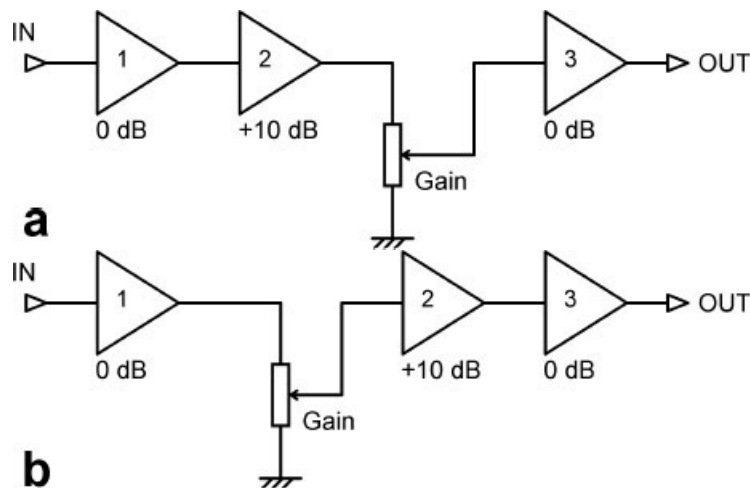 IN
1
2
3
OUT
0 dB
+10 dB
0 dB
Gain
a
IN
1
2
3
OUT
0 dB
+10 dB
0 dB
Gain
b